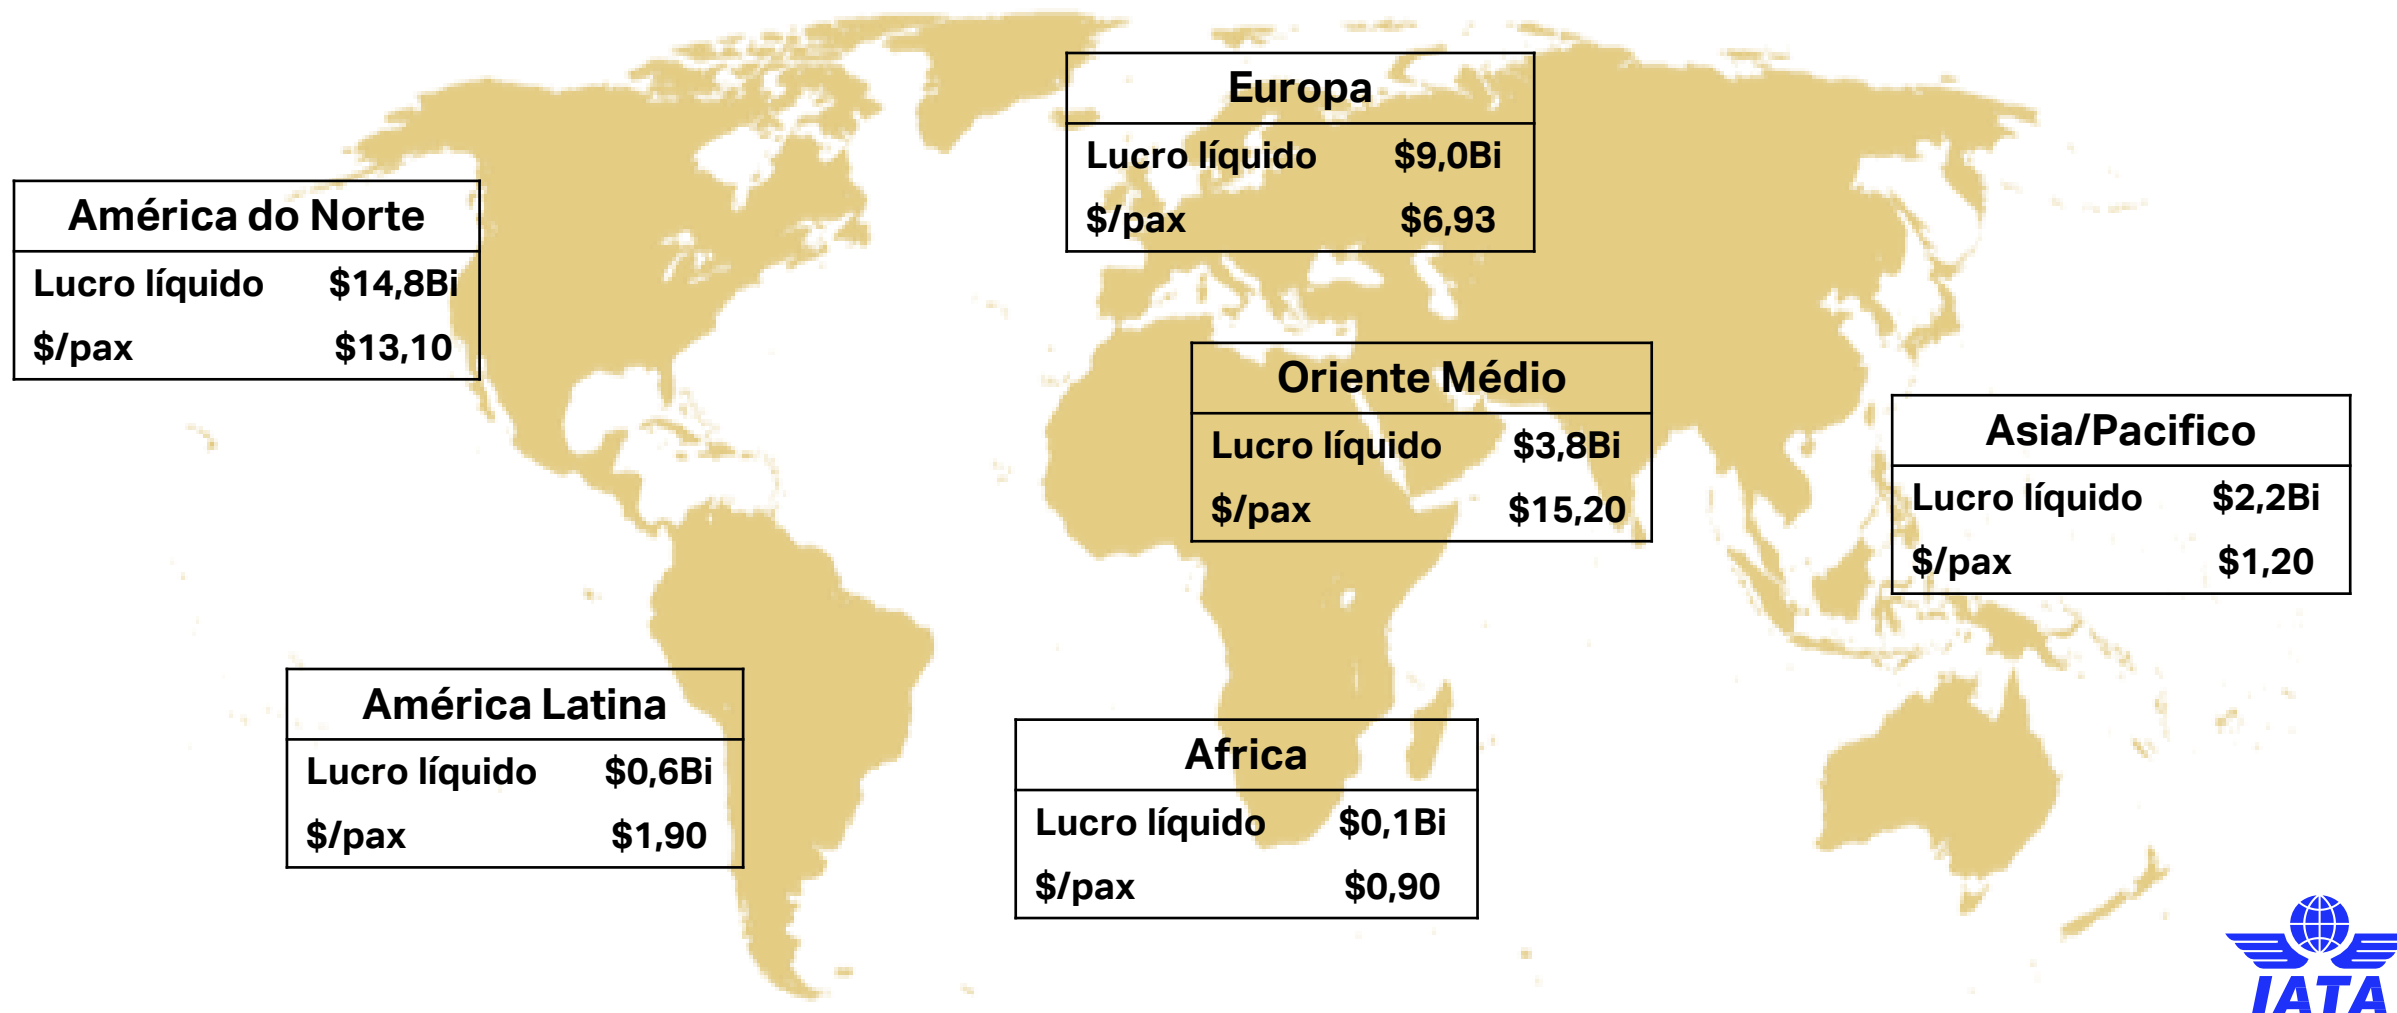 Europa
Lucro líquido $9,0Bi
$/pax $6,93
América do Norte
Lucro líquido $14,8Bi
$/pax $13,10
Oriente Médio
Lucro líquido $3,8Bi
$/pax $15,20
Asia/Pacifico
Lucro líquido $2,2Bi
$/pax $1,20
América Latina
Lucro líquido $0,6Bi
$/pax $1,90
Africa
Lucro líquido $0,1Bi
$/pax $0,90
IATA